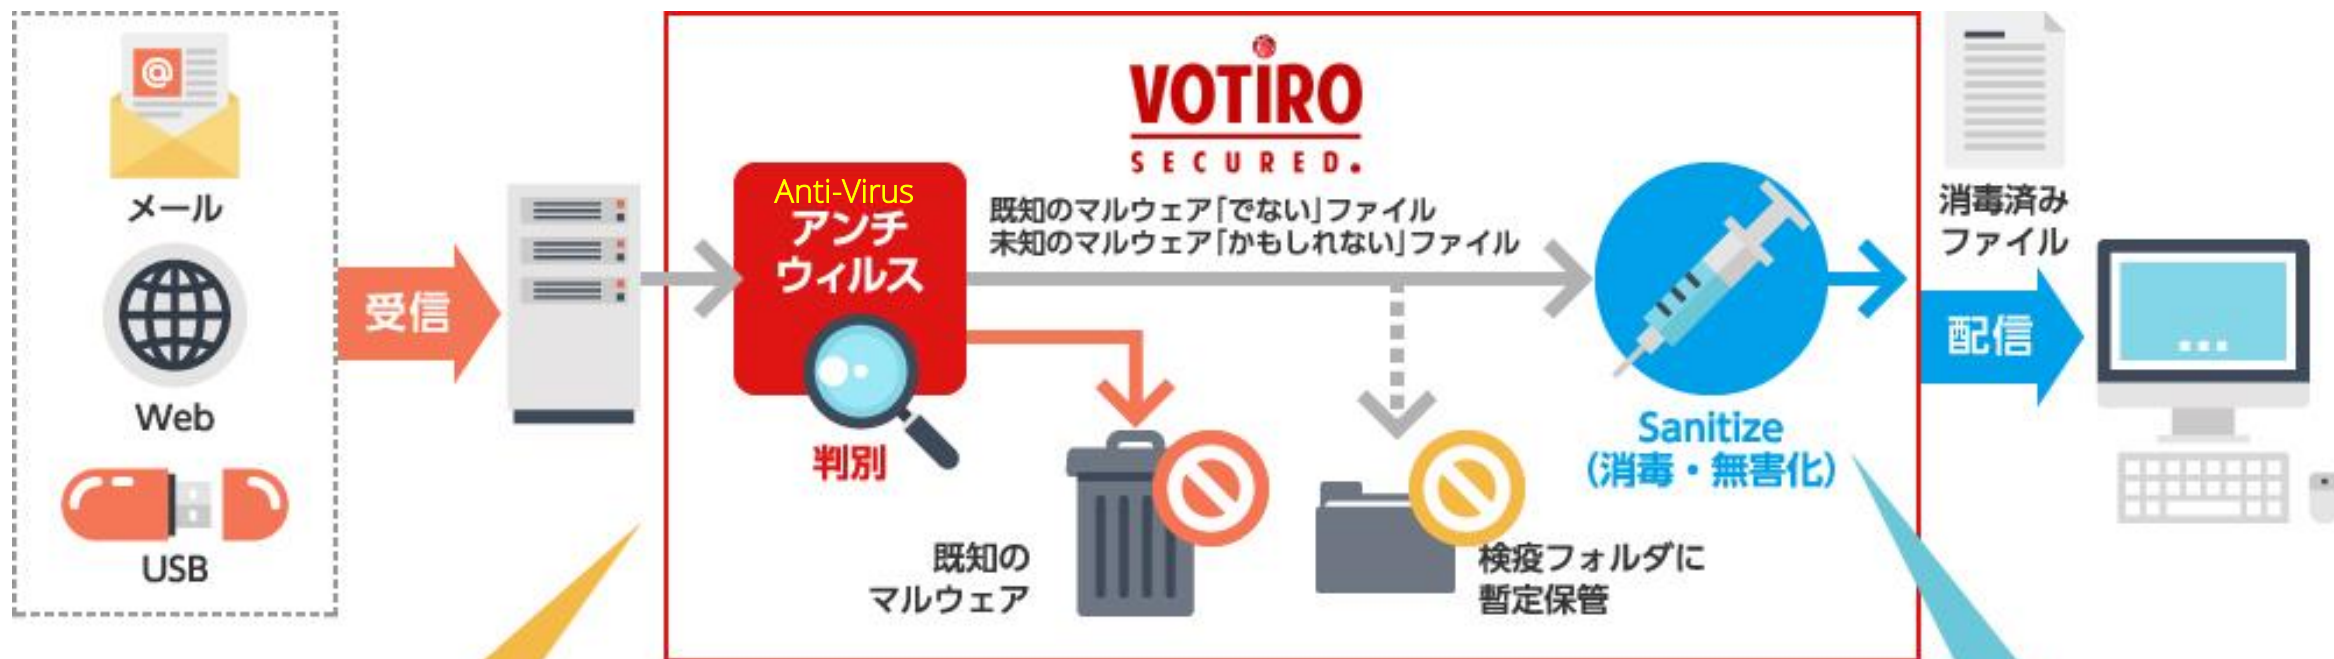 メール
Web
USB
受信
VOTiRO
SECURED.
Anti-Virus
アンチ
ウィルス
判別
既知のマルウェア「でない」ファイル
未知のマルウェア「かもしれない」ファイル
既知の
マルウェア
検疫フォルダに
暫定保管
Sanitize
（消毒・無害化）
消毒済み
ファイル
配信